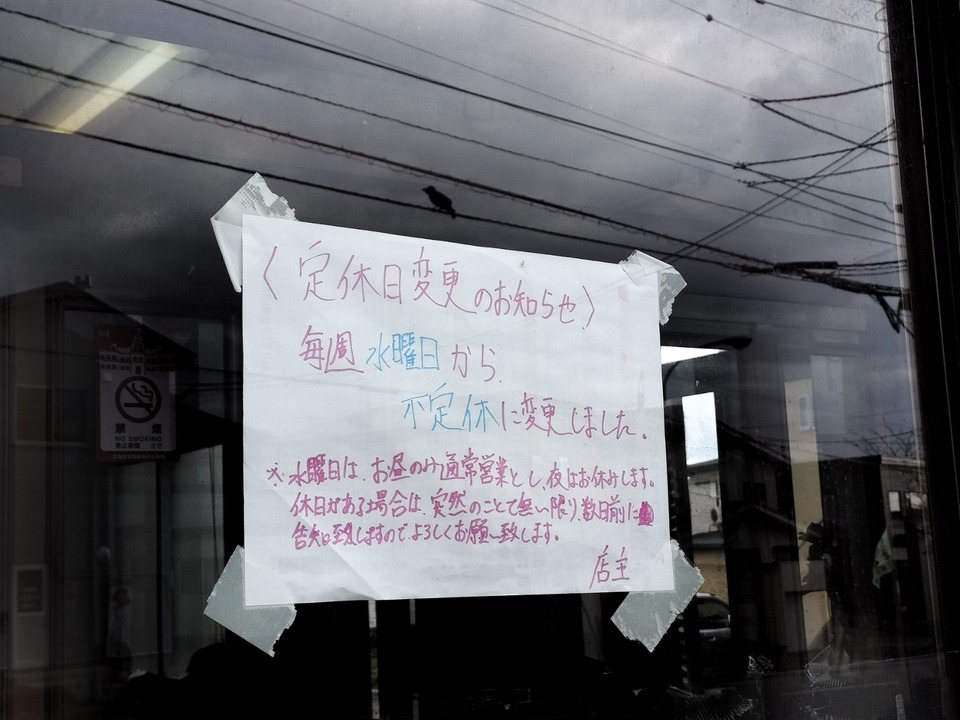 〈定休日変更のお知らせ〉
毎週水曜日から
不定休に変更しました。
※水曜日は、お昼のみ通常営業とし、夜はお休みします。
休日がある場合は、突然のことで無い限り数日前に
告知致しますので、よろしくお願い致します。
店主
禁煙
NO SMOKING